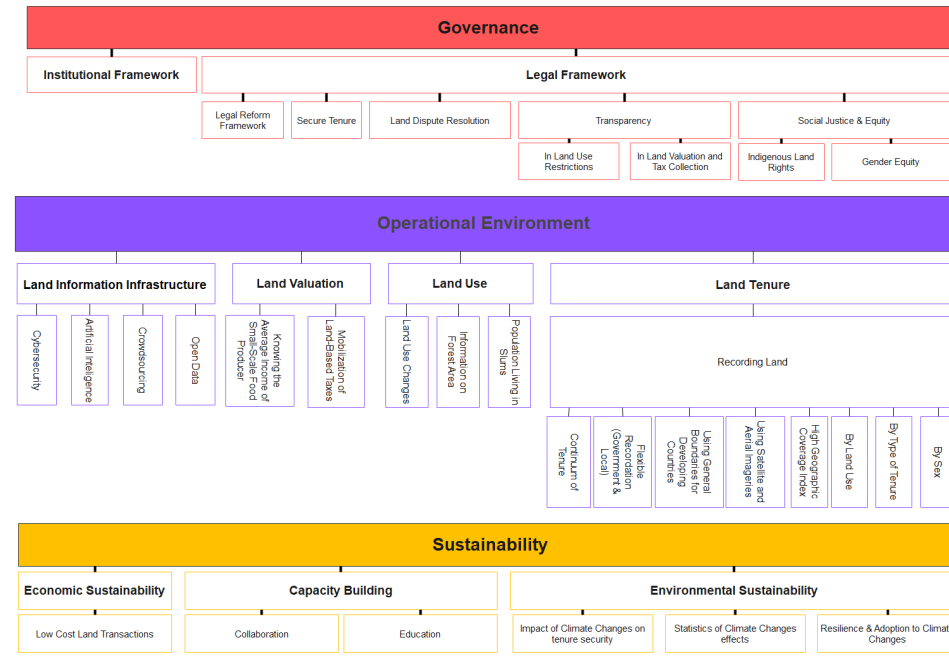 Governance
Institutional Framework
Legal Framework
Legal Reform
Framework
Secure Tenure
Land Dispute Resolution
Transparency
Social Justice & Equity
In Land Use
Restrictions
In Land Valuation and
Tax Collection
Indigenous Land
Rights
Gender Equity
Operational Environment
Land Information Infrastructure
Land Valuation
Land Use
Land Tenure
Cybersecurity
Artificial Inteligence
Crowdsourcing
Open Data
Knowing the
Average Income of
Small-Scale Food
Producer
Mobilization of
Land-Based Taxes
Land Use Changes
Information on
Forest Area
Population Living in
Slums
Recording Land
Continuum of
Tenure
Flexible
Recordation
(Government &
Local)
Using General
Boundaries for
Developing
Countries
Using Satellite and
Aerial Imageries
High Geographic
Coverage Index
By Land Use
By Type of Tenure
By Sex
Sustainability
Economic Sustainability
Capacity Building
Environmental Sustainability
Low Cost Land Transactions
Collaboration
Education
Impact of Climate Changes on
tenure security
Statistics of Climate Changes
effects
Resilience & Adoption to Climat
Changes